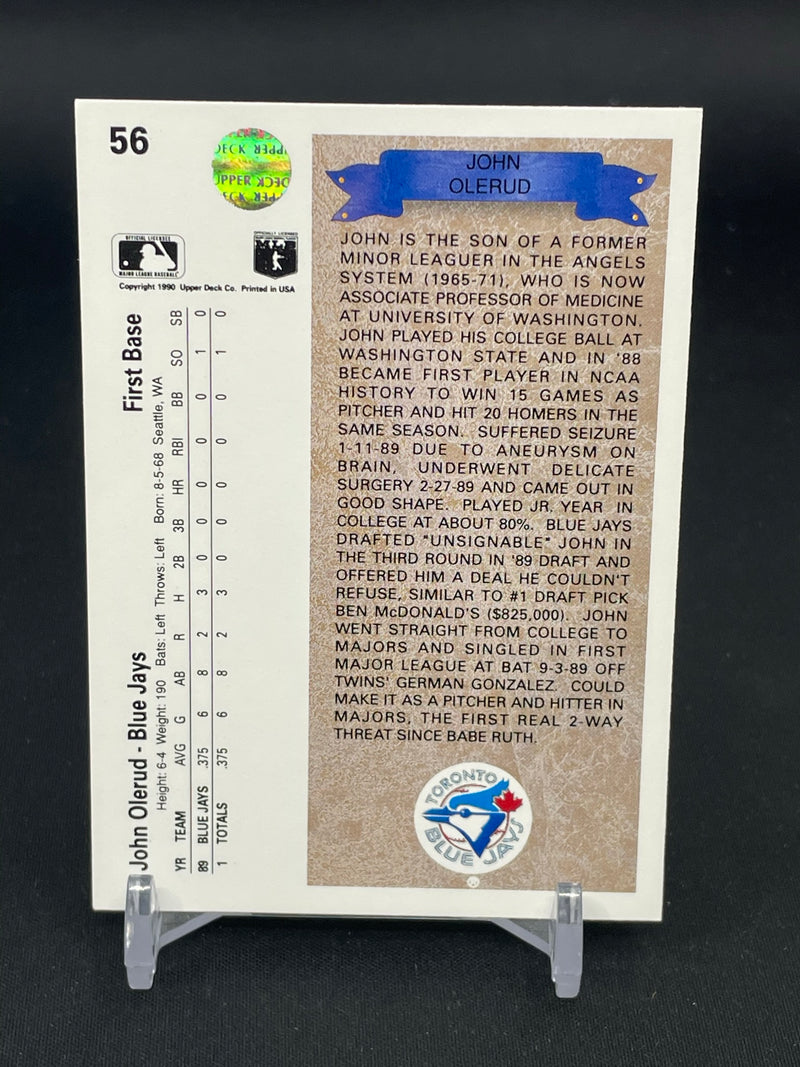 56
DECK UPPER
UPPER DECK
DECK UPPER
OFFICIAL LICENSEE
MAJOR LEAGUE BASEBALL
OFFICIALLY LICENSED
Copyright 1990 Upper Deck Co. Printed in USA
John Olerud - Blue Jays First Base
Height: 6-4 Weight: 190 Bats: Left Throws: Left Born: 8-5-68 Seattle, WA
YR TEAM AVG G AB R H 2B 3B HR RBI BB SO SB
89 BLUE JAYS .375 6 8 2 3 0 0 0 0 0 1 0
1 TOTALS .375 6 8 2 3 0 0 0 0 0 1 0
JOHN
OLERUD
JOHN IS THE SON OF A FORMER
MINOR LEAGUER IN THE ANGELS
SYSTEM (1965-71), WHO IS NOW
ASSOCIATE PROFESSOR OF MEDICINE
AT UNIVERSITY OF WASHINGTON.
JOHN PLAYED HIS COLLEGE BALL AT
WASHINGTON STATE AND IN '88
BECAME FIRST PLAYER IN NCAA
HISTORY TO WIN 15 GAMES AS
PITCHER AND HIT 20 HOMERS IN THE
SAME SEASON. SUFFERED SEIZURE
1-11-89 DUE TO ANEURYSM ON
BRAIN, UNDERWENT DELICATE
SURGERY 2-27-89 AND CAME OUT IN
GOOD SHAPE. PLAYED JR. YEAR IN
COLLEGE AT ABOUT 80%. BLUE JAYS
DRAFTED "UNSIGNABLE" JOHN IN
THE THIRD ROUND IN '89 DRAFT AND
OFFERED HIM A DEAL HE COULDN'T
REFUSE, SIMILAR TO #1 DRAFT PICK
BEN McDONALD'S ($825,000). JOHN
WENT STRAIGHT FROM COLLEGE TO
MAJORS AND SINGLED IN FIRST
MAJOR LEAGUE AT BAT 9-3-89 OFF
TWINS' GERMAN GONZALEZ. COULD
MAKE IT AS A PITCHER AND HITTER IN
MAJORS, THE FIRST REAL 2-WAY
THREAT SINCE BABE RUTH.
TORONTO
BLUE JAYS